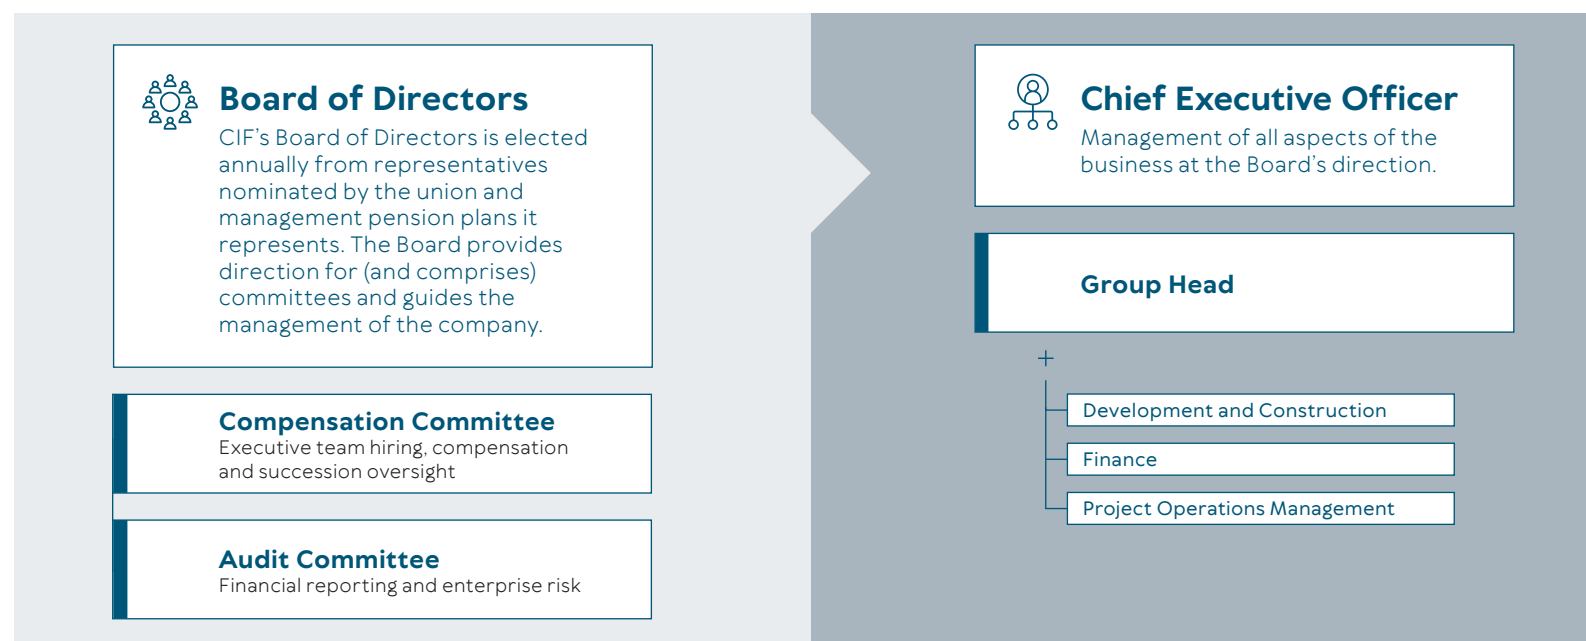 Board of Directors
CIF's Board of Directors is elected
annually from representatives
nominated by the union and
management pension plans it
represents. The Board provides
direction for (and comprises)
committees and guides the
management of the company.
Compensation Committee
Executive team hiring, compensation
and succession oversight
Audit Committee
Financial reporting and enterprise risk
Chief Executive Officer
Management of all aspects of the
business at the Board's direction.
Group Head
+
Development and Construction
Finance
Project Operations Management